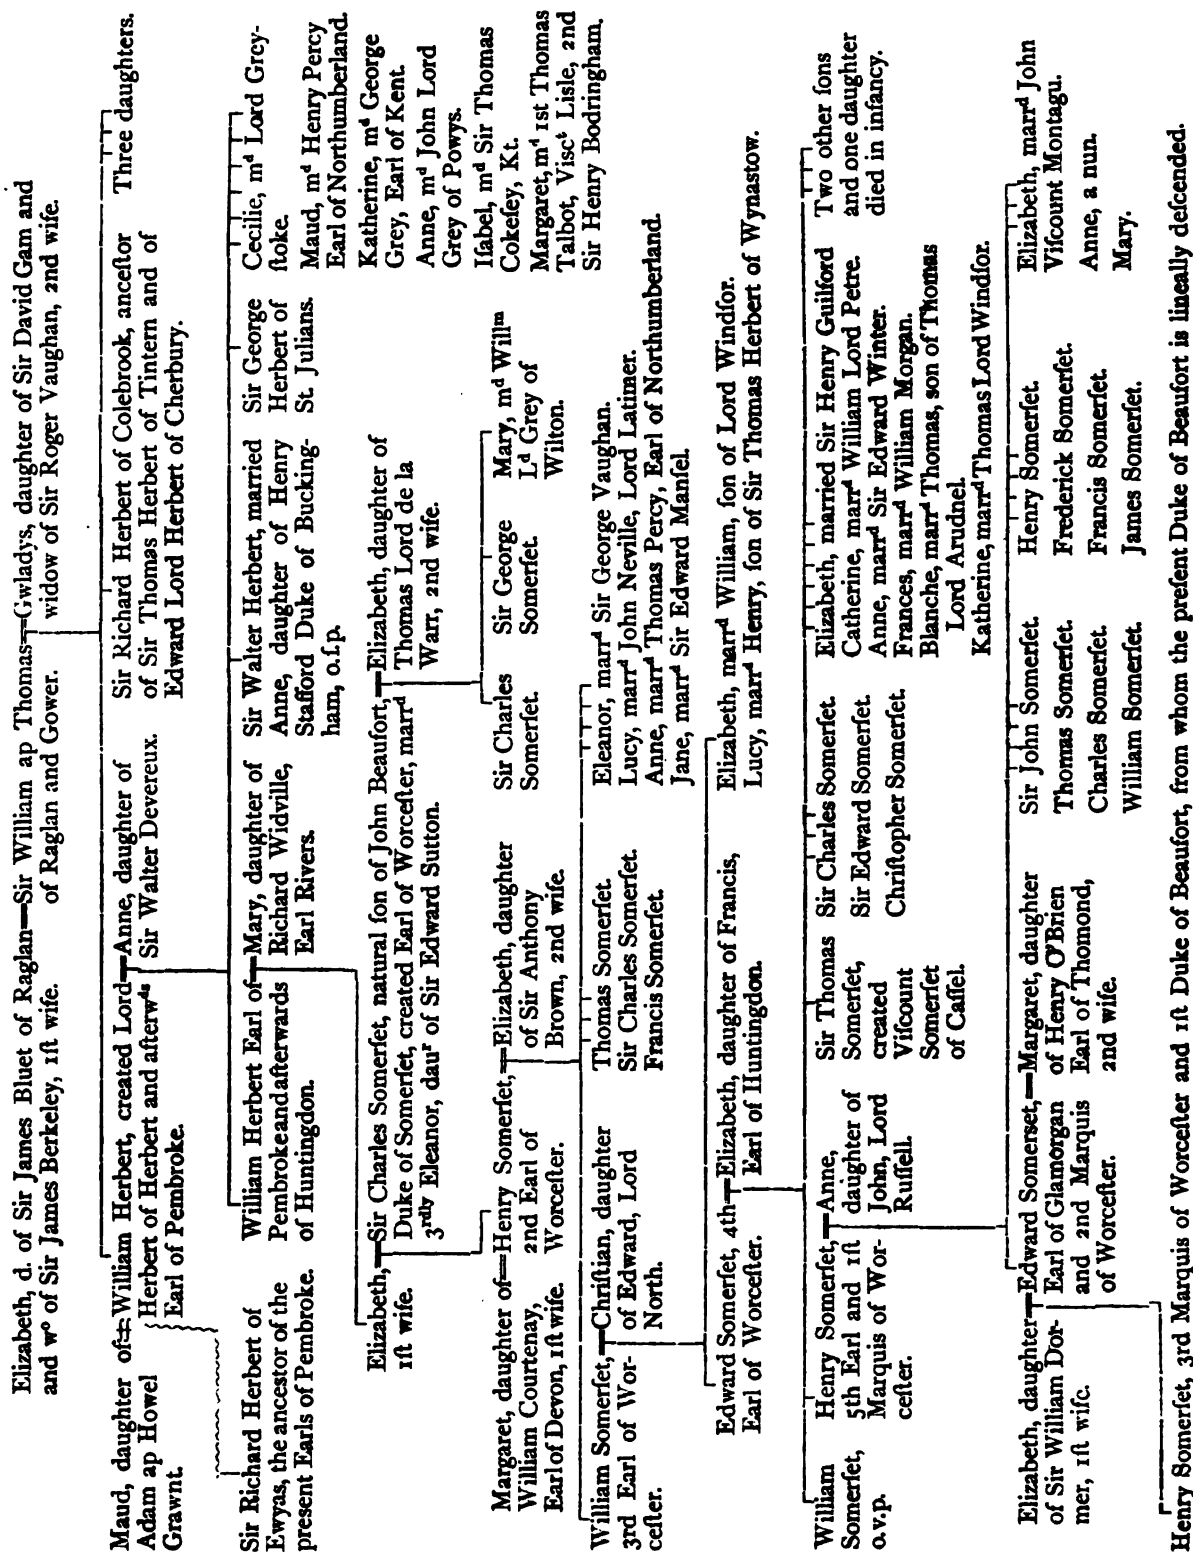 Elizabeth, d. of Sir James Bluet of Raglan═Sir William ap Thomas═Gwladys, daughter of Sir David Gam and
and wº of Sir James Berkeley, 1ſt wife.
of Raglan and Gower.
widow of Sir Roger Vaughan, 2nd wife.
Maud, daughter of═William Herbert, created Lord═Anne, daughter of
Adam ap Howel
Grawnt.
Herbert of Herbert and afterwᵈˢ
Earl of Pembroke.
Sir Walter Devereux.
Sir Richard Herbert of Colebrook, anceſtor
of Sir Thomas Herbert of Tintern and of
Edward Lord Herbert of Cherbury.
Three daughters.
Sir Richard Herbert of
Ewyas, the ancestor of the
present Earls of Pembroke.
William Herbert Earl of═Mary, daughter of
Pembroke and afterwards
of Huntingdon.
Richard Widville,
Earl Rivers.
Sir Walter Herbert, married
Anne, daughter of Henry
Stafford Duke of Bucking-
ham, o.ſ.p.
Sir George
Herbert of
St. Julians.
Cecilie, mᵈ Lord Grey-
ſtoke.
Maud, mᵈ Henry Percy
Earl of Northumberland.
Katherine, mᵈ George
Grey, Earl of Kent.
Anne, mᵈ John Lord
Grey of Powys.
Iſabel, mᵈ Sir Thomas
Cokeſey, Kt.
Margaret, mᵈ 1st Thomas
Talbot, Viscᵗ Lisle, 2nd
Sir Henry Bodringham.
Elizabeth,═Sir Charles Somerſet, natural ſon of John Beaufort,═Elizabeth, daughter of
1ſt wife.
Duke of Somerſet, created Earl of Worceſter, marrᵈ
3ʳᵈˡʸ Eleanor, dauʳ of Sir Edward Sutton.
Thomas Lord de la
Warr, 2nd wife.
Margaret, daughter of═Henry Somerſet,═Elizabeth, daughter
William Courtenay,
Earl of Devon, 1ſt wife.
2nd Earl of
Worceſter.
of Sir Anthony
Brown, 2nd wife.
Sir Charles
Somerſet.
Sir George
Somerſet.
Mary, mᵈ Willᵐ
Lᵈ Grey of
Wilton.
William Somerſet,═Chriſtian, daughter
3rd Earl of Wor-
ceſter.
of Edward, Lord
North.
Thomas Somerſet.
Sir Charles Somerſet.
Francis Somerſet.
Eleanor, marrᵈ Sir George Vaughan.
Lucy, marrᵈ John Neville, Lord Latimer.
Anne, marrᵈ Thomas Percy, Earl of Northumberland.
Jane, marrᵈ Sir Edward Manſel.
Edward Somerſet, 4th═Elizabeth, daughter of Francis,
Earl of Worceſter.
Earl of Huntingdon.
Elizabeth, marrᵈ William, ſon of Lord Windſor.
Lucy, marrᵈ Henry, ſon of Sir Thomas Herbert of Wynastow.
William
Somerſet,
o.v.p.
Henry Somerſet,═Anne,
5th Earl and 1ſt
Marquis of Wor-
ceſter.
daughter of
John, Lord
Ruſſell.
Sir Thomas
Somerſet,
created
Viſcount
Somerſet
of Caſſel.
Sir Charles Somerſet.
Sir Edward Somerſet.
Chriſtopher Somerſet.
Elizabeth, married Sir Henry Guilford
Catherine, marrᵈ William Lord Petre.
Anne, marrᵈ Sir Edward Winter.
Frances, marrᵈ William Morgan.
Blanche, marrᵈ Thomas, son of Thomas
Lord Arudnel.
Katherine, marrᵈ Thomas Lord Windſor.
Two other ſons
and one daughter
died in infancy.
Elizabeth, daughter═Edward Somerset,═Margaret, daughter
of Sir William Dor-
mer, 1ſt wife.
Earl of Glamorgan
and 2nd Marquis
of Worceſter.
of Henry O'Brien
Earl of Thomond,
2nd wife.
Sir John Somerſet.
Thomas Somerſet.
Charles Somerſet.
William Somerſet.
Henry Somerſet.
Frederick Somerſet.
Francis Somerſet.
James Somerſet.
Elizabeth, marrᵈ John
Viſcount Montagu.
Anne, a nun.
Mary.
Henry Somerſet, 3rd Marquis of Worceſter and 1ſt Duke of Beaufort, from whom the preſent Duke of Beaufort is lineally deſcended.